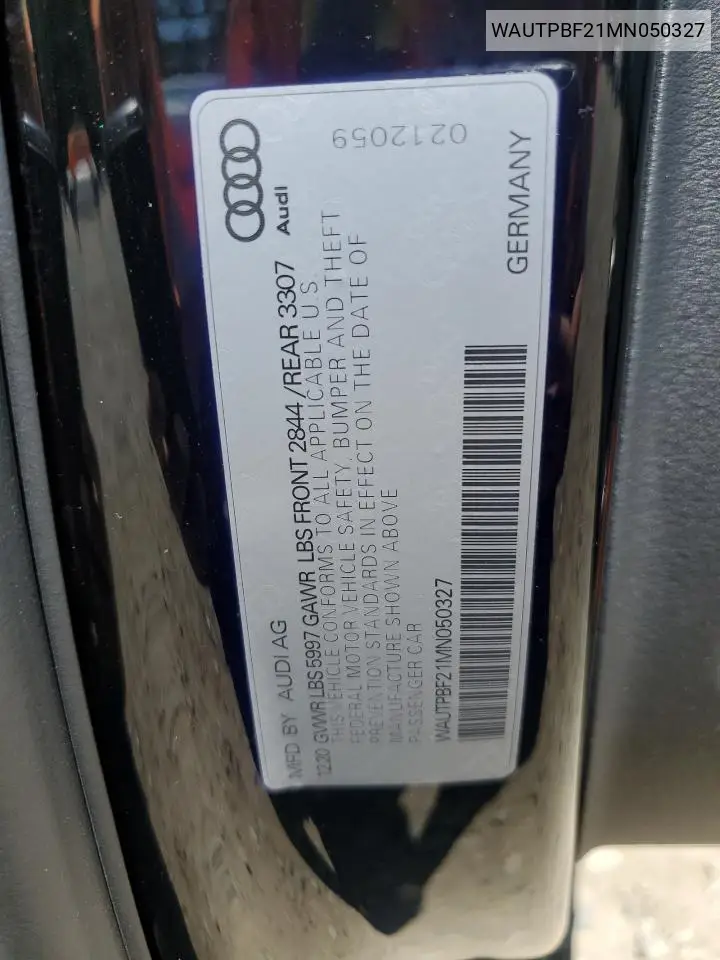 WAUTPBF21MN050327
0212059
Audi
GERMANY
MFD BY AUDI AG
12.20 GVWR LBS 5997 GAWR LBS FRONT 2844 / REAR 3307
THIS VEHICLE CONFORMS TO ALL APPLICABLE U.S.
FEDERAL MOTOR VEHICLE SAFETY, BUMPER AND THEFT
PREVENTION STANDARDS IN EFFECT ON THE DATE OF
MANUFACTURE SHOWN ABOVE
PASSENGER CAR
WAUTPBF21MN050327